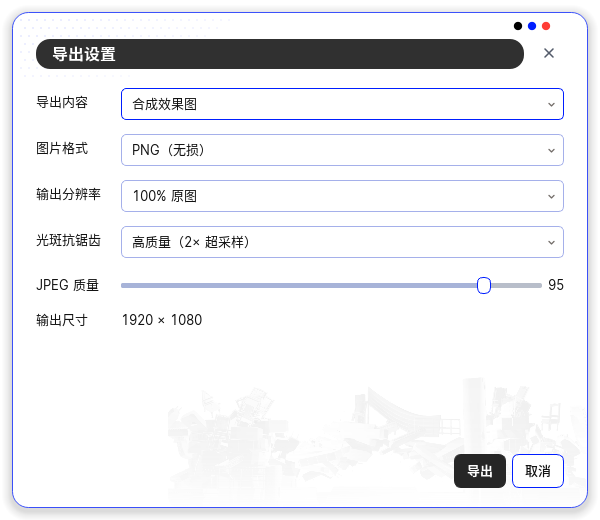 导出设置
导出内容 合成效果图
图片格式 PNG（无损）
输出分辨率 100% 原图
光斑抗锯齿 高质量（2× 超采样）
JPEG 质量 95
输出尺寸 1920 × 1080
导出 取消